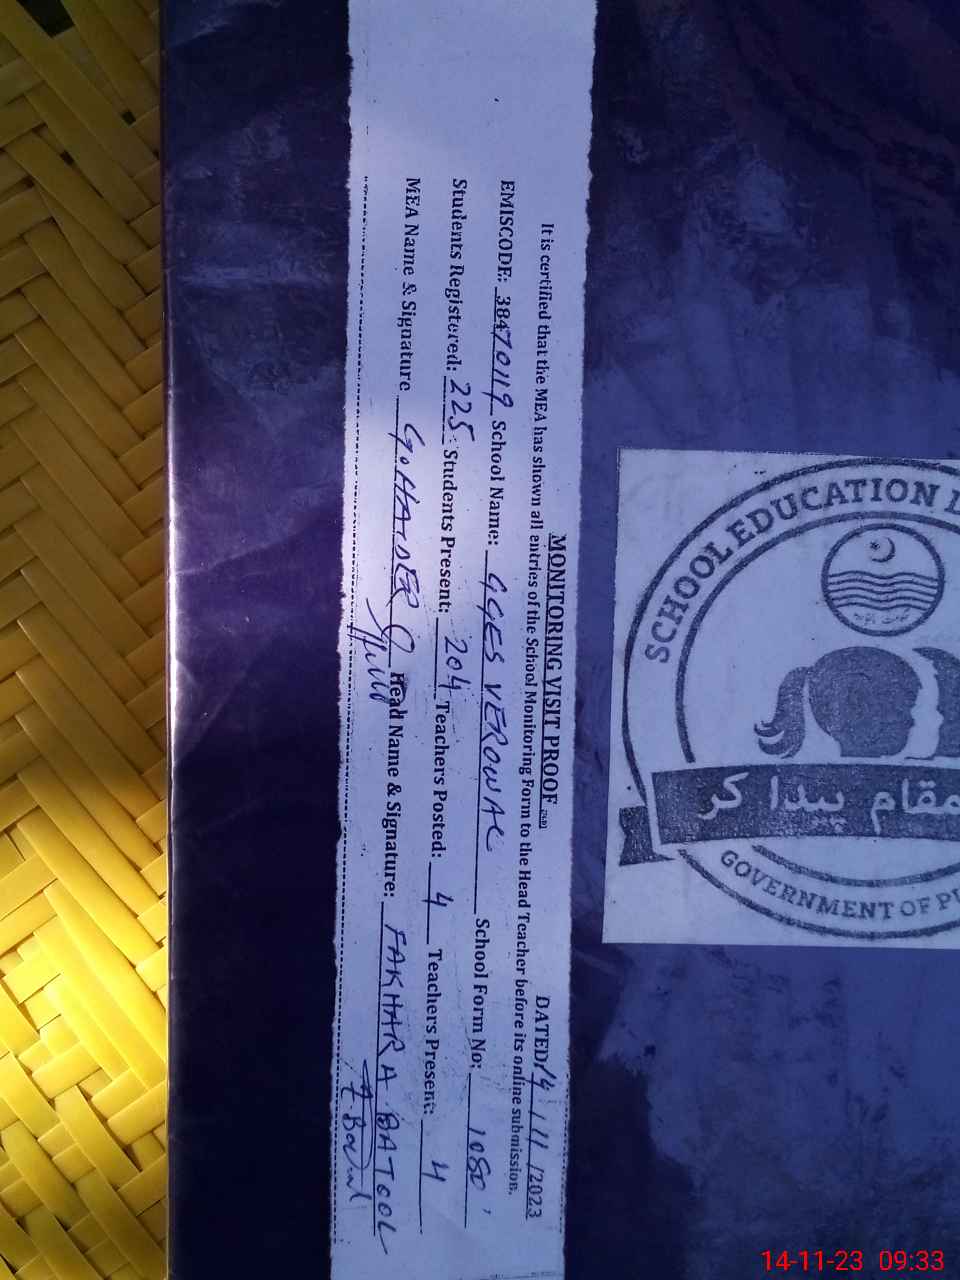 MONITORING VISIT PROOF DATED 14/11/2023
It is certified that the MEA has shown all entries of the School Monitoring Form to the Head Teacher before its online submission.
EMISCODE: 38470119 School Name: GGES VEROWAL School Form No: 1080
Students Registered: 225 Students Present: 204 Teachers Posted: 4 Teachers Present: 4
MEA Name & Signature G. HAIDER Head Name & Signature: FAKHARA BATOOL
F. Batool
SCHOOL EDUCATION D
مقام پیدا کر
GOVERNMENT OF PU
14-11-23 09:33